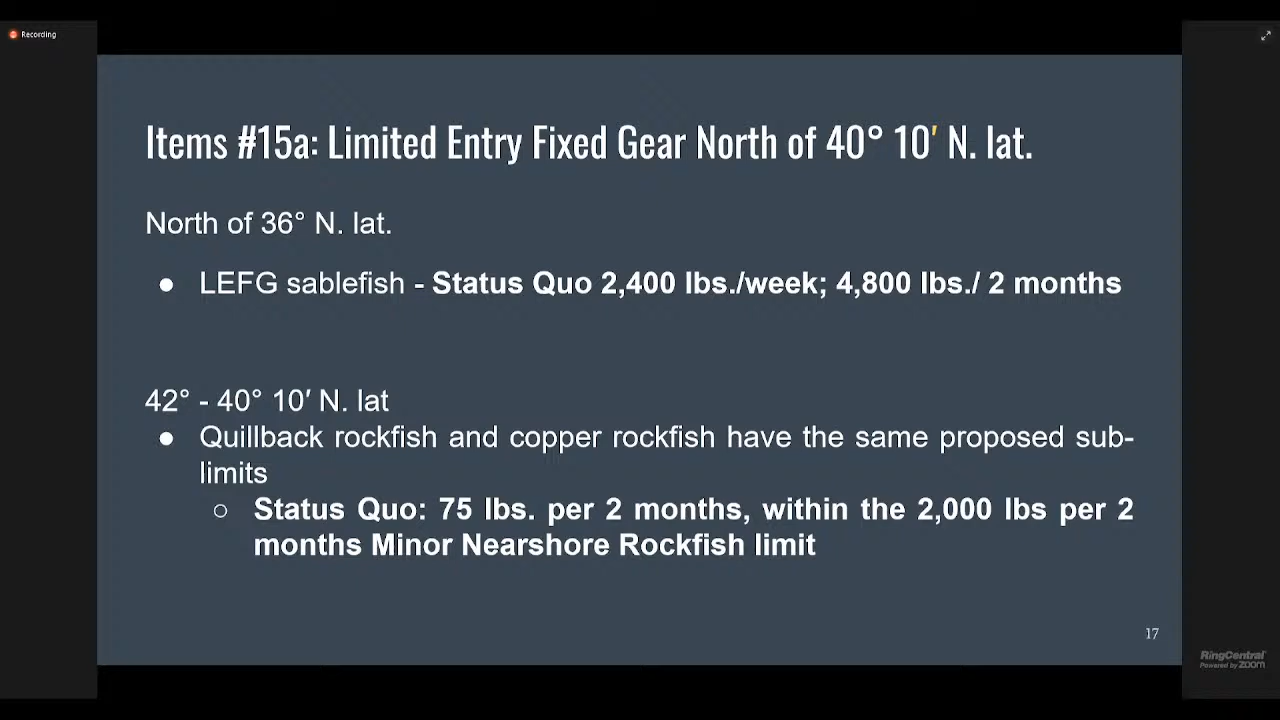 Recording
Items #15a: Limited Entry Fixed Gear North of 40° 10′ N. lat.
North of 36° N. lat.
● LEFG sablefish - Status Quo 2,400 lbs./week; 4,800 lbs./ 2 months
42° - 40° 10′ N. lat
● Quillback rockfish and copper rockfish have the same proposed sub-
limits
○ Status Quo: 75 lbs. per 2 months, within the 2,000 lbs per 2
months Minor Nearshore Rockfish limit
17
RingCentral
Powered by zoom